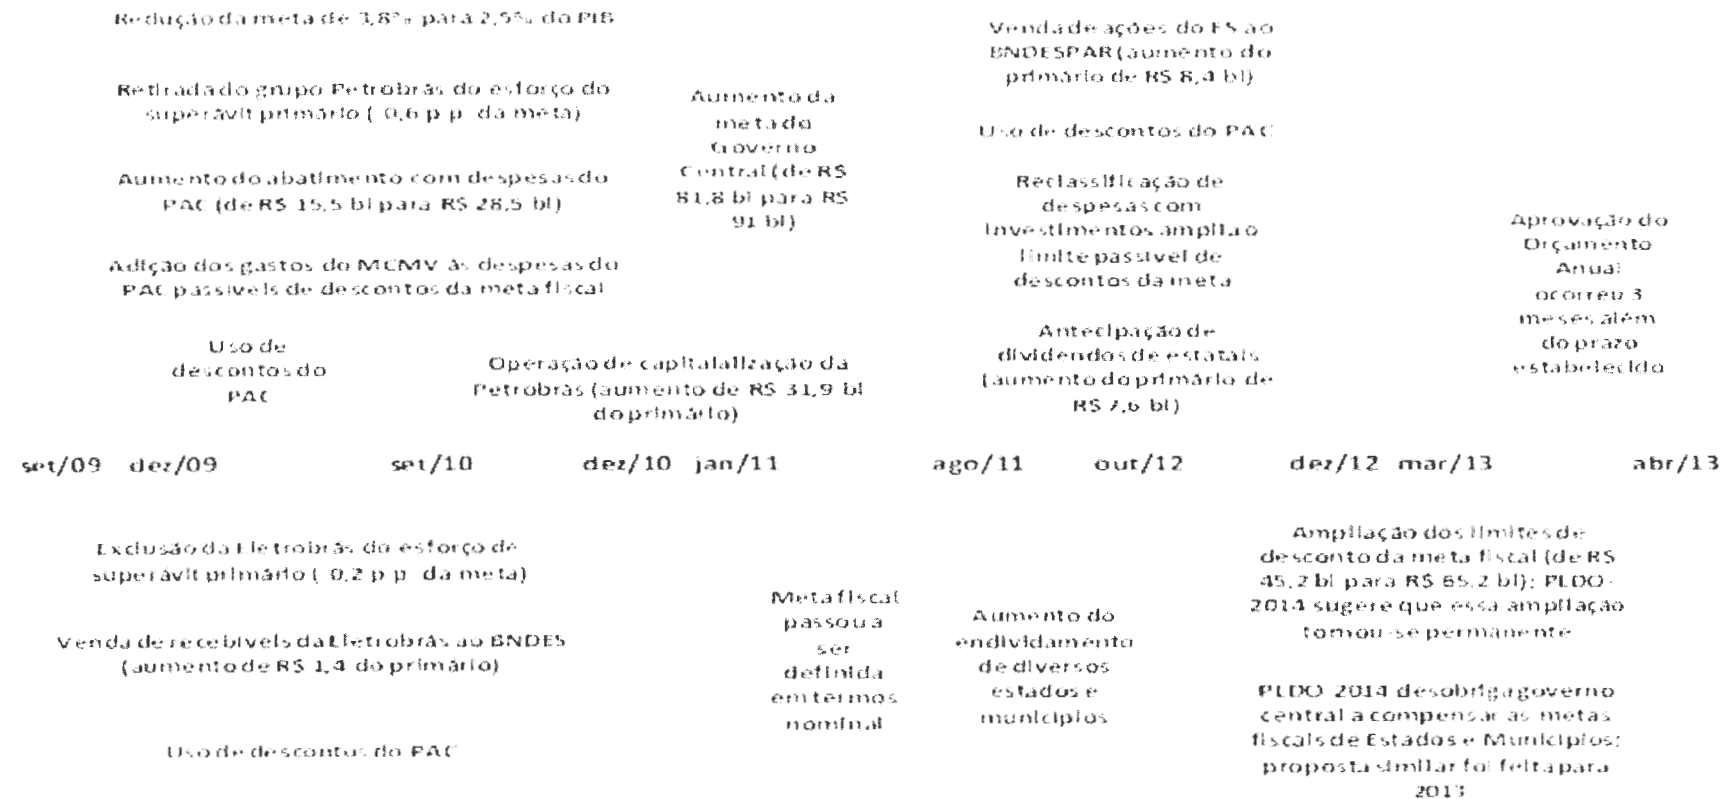 Redução da meta de 3,8% para 2,5% do PIB
Retirada do grupo Petrobrás do esforço do
superávit primário ( 0,6 p p da meta)
Aumento do abatimento com despesas do
PAC (de R$ 15,5 bi para R$ 28,5 bi)
Adição dos gastos do MCMV às despesas do
PAC passíveis de descontos da meta fiscal
Uso de
descontos do
PAC
Operação de capitalalização da
Petrobrás (aumento de R$ 31,9 bi
do primário)
Aumento da
meta do
Governo
Central (de R$
81,8 bi para R$
91 bi)
Venda de ações do FS ao
BNDESPAR (aumento do
primário de R$ 8,4 bi)
Uso de descontos do PAC
Reclassificação de
despesas com
investimentos amplia o
limite passível de
descontos da meta
Antecipação de
dividendos de estatais
(aumento do primário de
R$ 7,6 bi)
Aprovação do
Orçamento
Anual
ocorreu 3
meses além
do prazo
estabelecido
set/09 dez/09 set/10 dez/10 jan/11 ago/11 out/12 dez/12 mar/13 abr/13
Exclusão da Eletrobrás do esforço de
superávit primário ( 0,2 p p da meta)
Venda de recebíveis da Eletrobrás ao BNDES
(aumento de R$ 1,4 do primário)
Uso de descontos do PAC
Meta fiscal
passou a
ser
definida
em termos
nominal
Aumento do
endividamento
de diversos
estados e
municípios
Ampliação dos limites de
desconto da meta fiscal (de R$
45,2 bi para R$ 65,2 bi); PLDO-
2014 sugere que essa ampliação
tornou-se permanente
PLDO 2014 desobriga governo
central a compensar as metas
fiscais de Estados e Municípios;
proposta similar foi feita para
2013